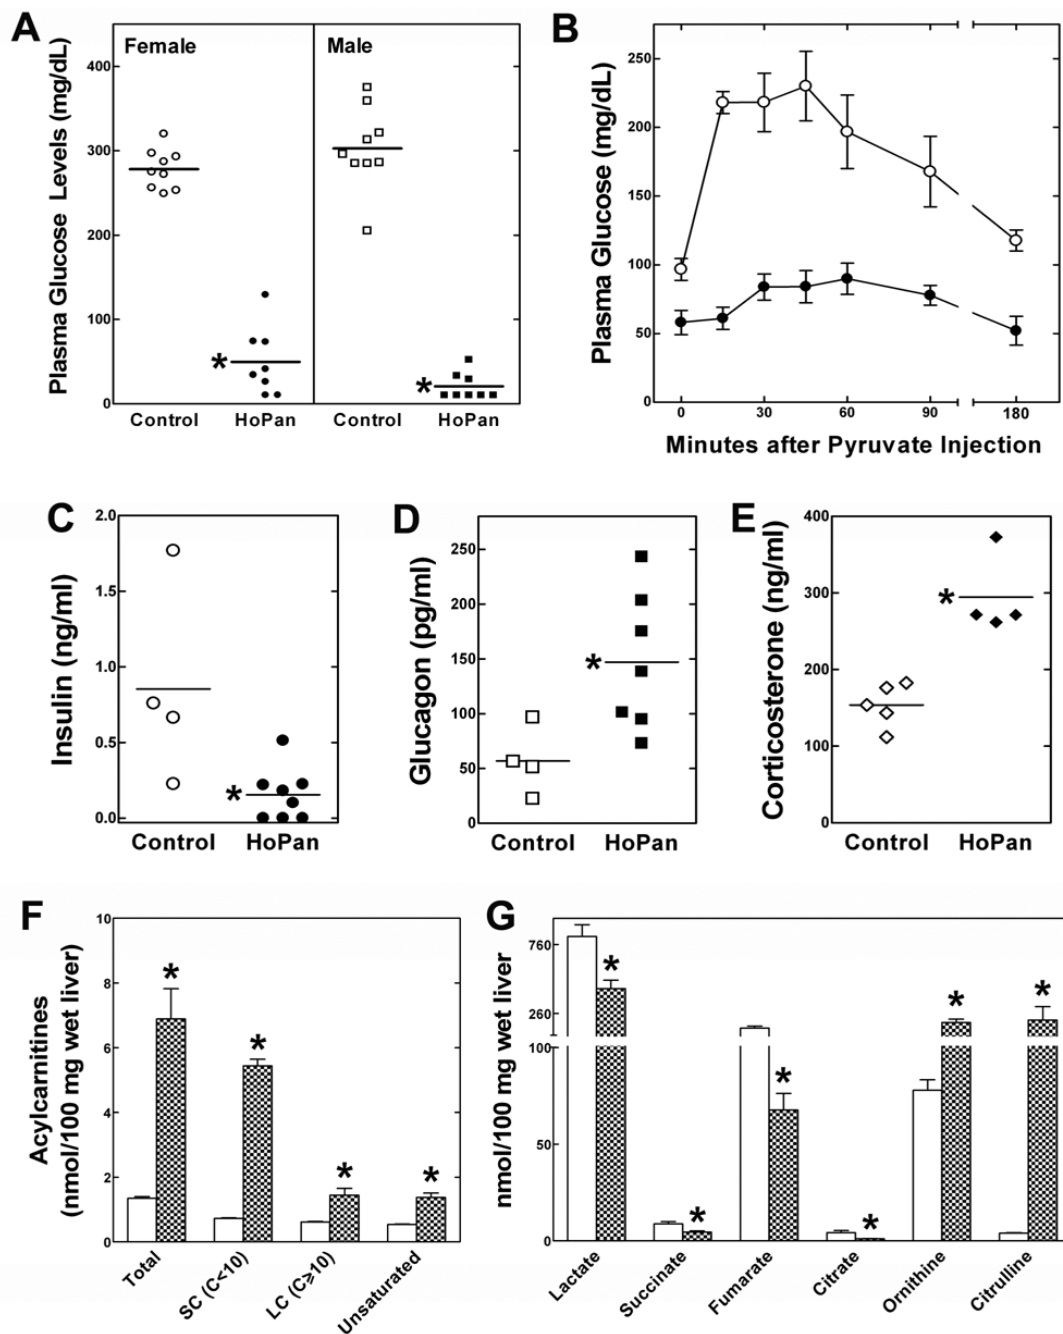 A
Female
Male
Plasma Glucose Levels (mg/dL)
400
300
200
100
0
*
*
Control
HoPan
Control
HoPan
B
Plasma Glucose (mg/dL)
250
200
150
100
50
0
0
30
60
90
180
Minutes after Pyruvate Injection
C
Insulin (ng/ml)
2.0
1.5
1.0
0.5
0.0
*
Control
HoPan
D
Glucagon (pg/ml)
250
200
150
100
50
0
*
Control
HoPan
E
Corticosterone (ng/ml)
400
300
200
100
0
*
Control
HoPan
F
Acylcarnitines
(nmol/100 mg wet liver)
10
8
6
4
2
0
*
*
*
*
Total
SC (C<10)
LC (C≥10)
Unsaturated
G
nmol/100 mg wet liver
760
260
100
50
0
*
*
*
*
*
*
Lactate
Succinate
Fumarate
Citrate
Ornithine
Citrulline